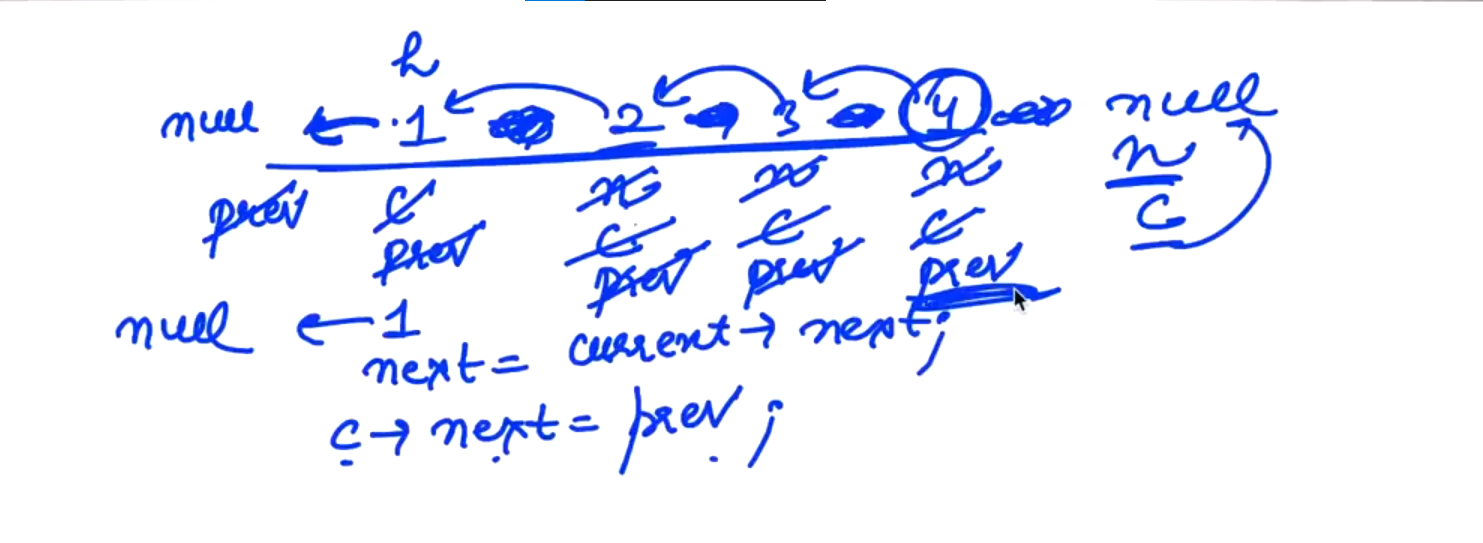 h
null ← 1 2 3 4 null
prev c n n n n
prev c c c c
prev prev prev
null ← 1
next = current → next;
c → next = prev;